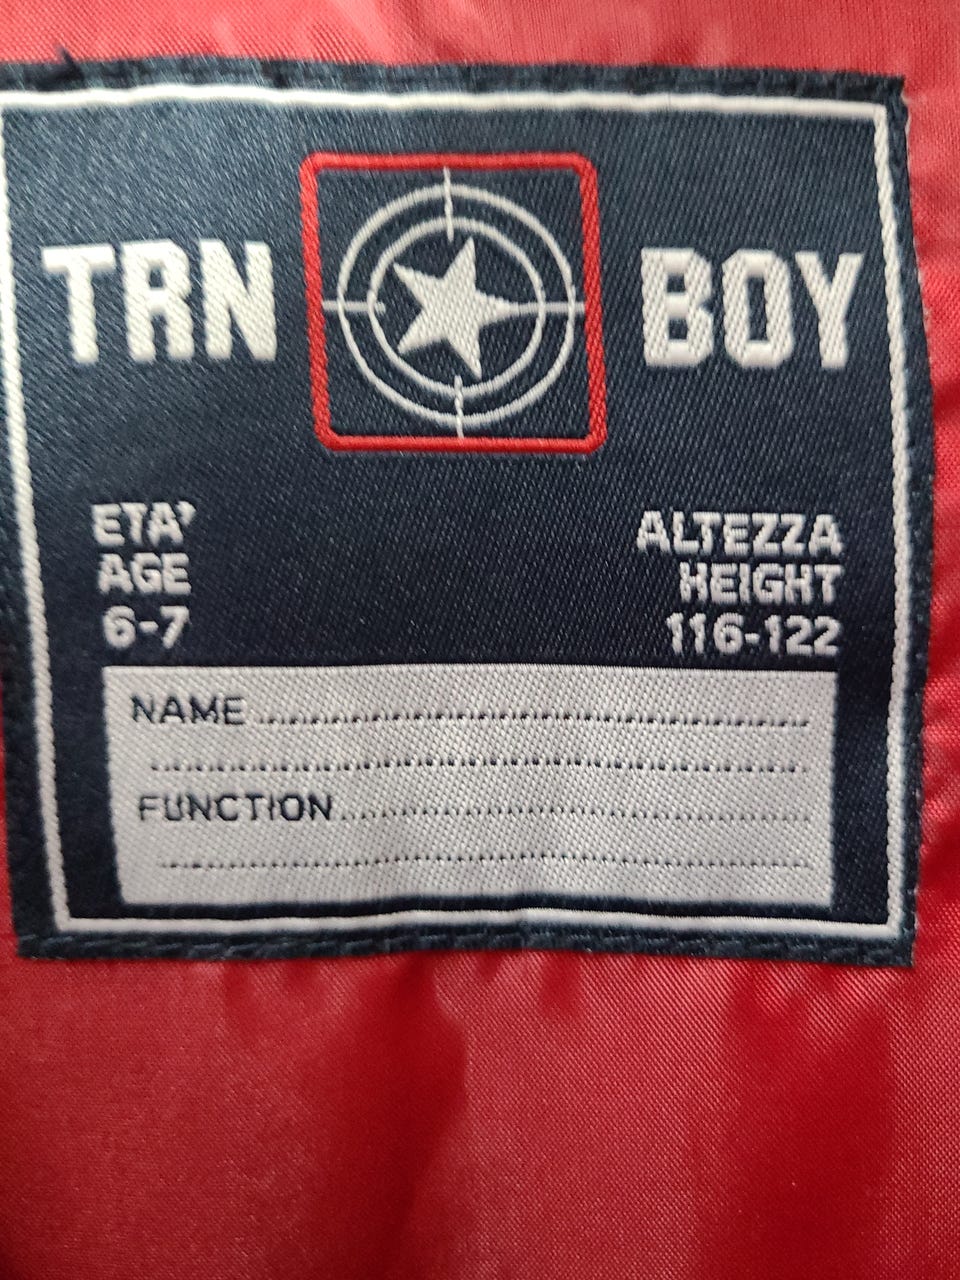 TRN BOY
ETA'
AGE
6-7
ALTEZZA
HEIGHT
116-122
NAME
FUNCTION